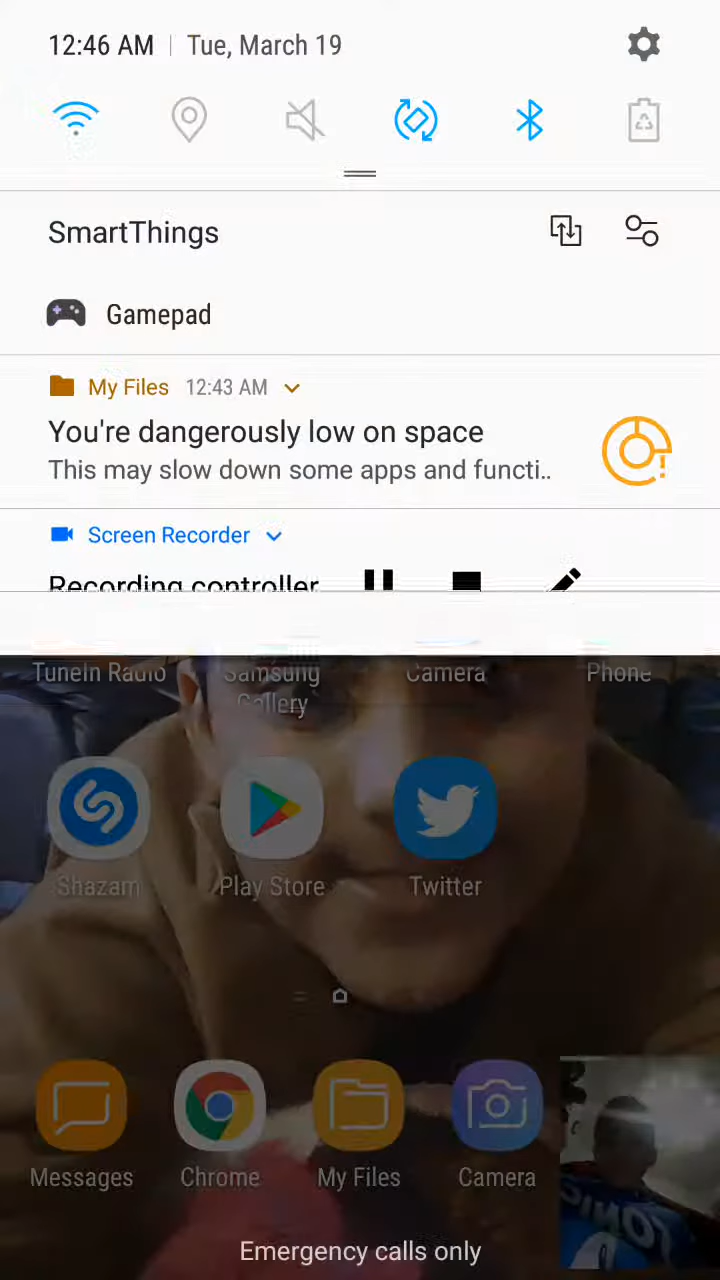 12:46 AM | Tue, March 19
SmartThings
Gamepad
My Files 12:43 AM
You're dangerously low on space
This may slow down some apps and functi..
Screen Recorder
Recording controller
TuneIn Radio Samsung Gallery Camera Phone
Shazam Play Store Twitter
Messages Chrome My Files Camera
Emergency calls only